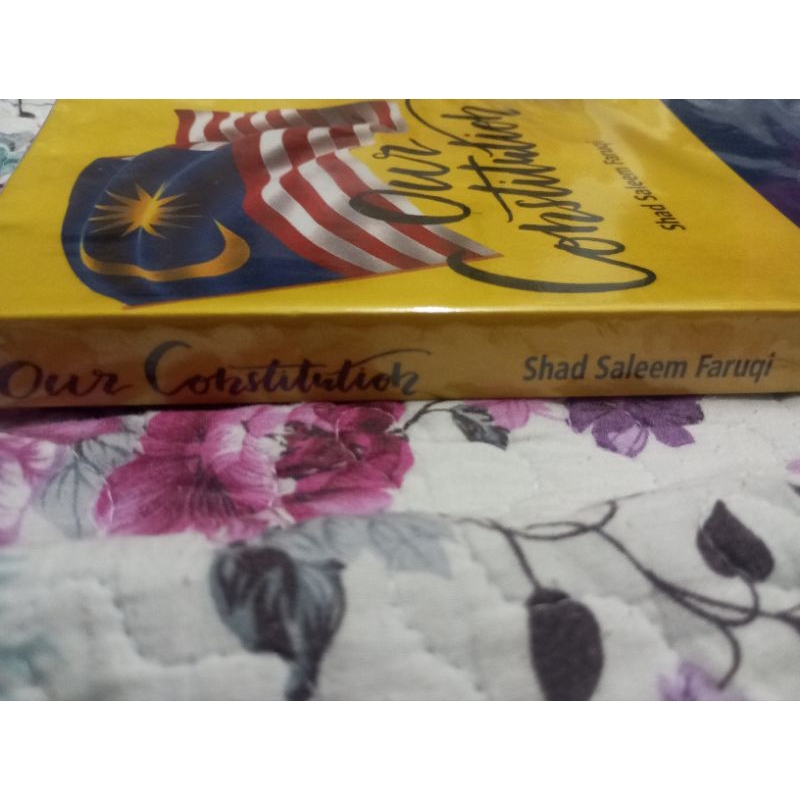 Our
Constitution
Shad Saleem Faruqi
Our Constitution
Shad Saleem Faruqi